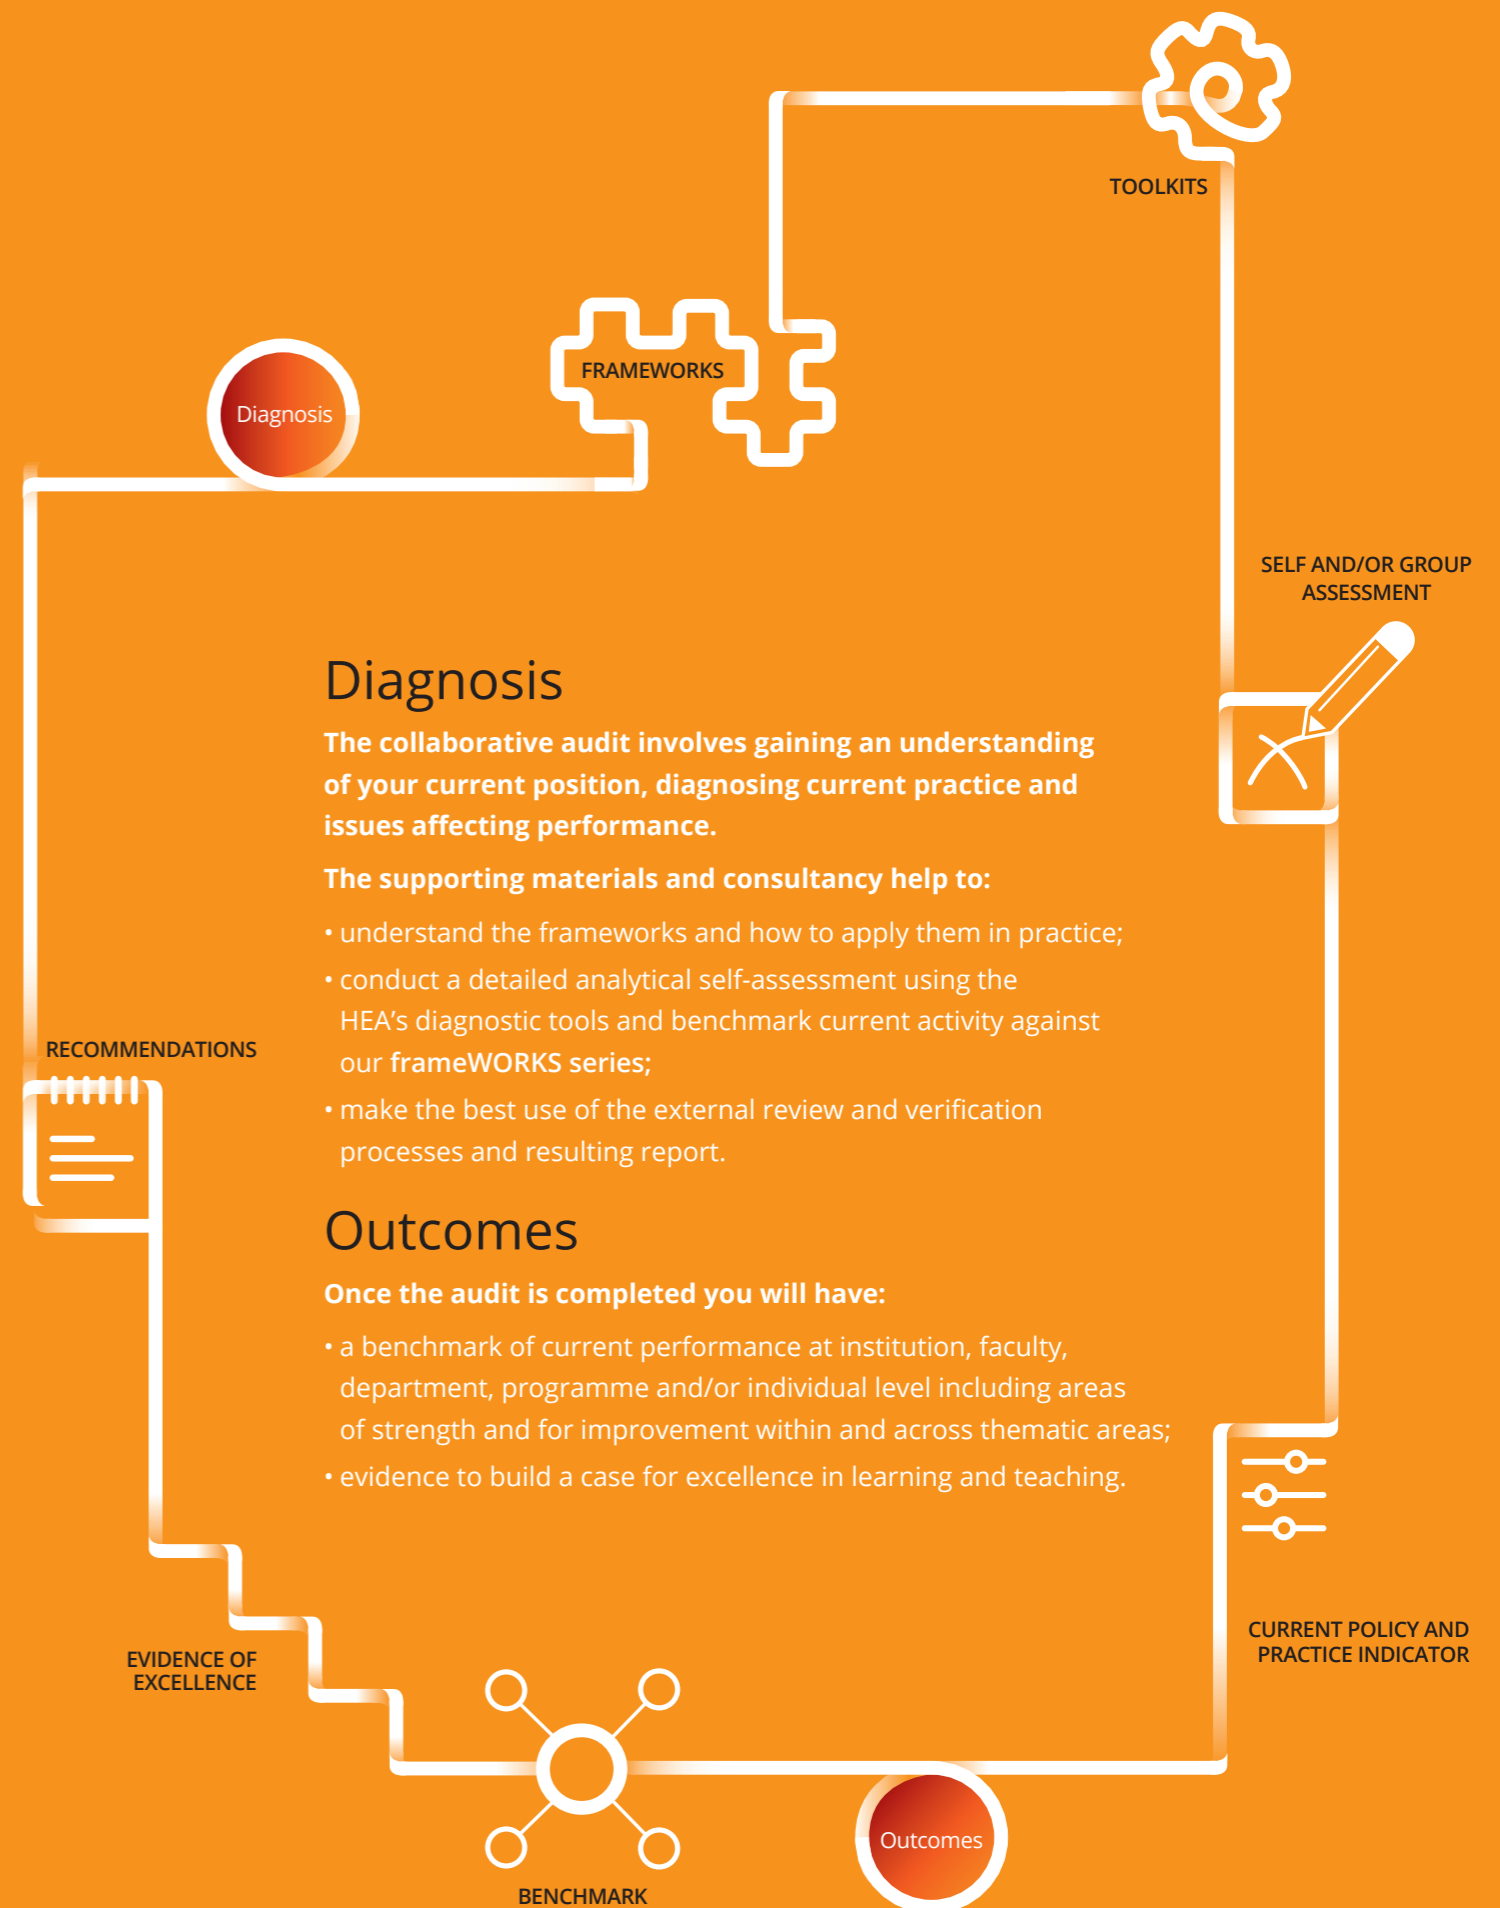 TOOLKITS
FRAMEWORKS
Diagnosis
SELF AND/OR GROUP
ASSESSMENT
Diagnosis
The collaborative audit involves gaining an understanding
of your current position, diagnosing current practice and
issues affecting performance.
The supporting materials and consultancy help to:
• understand the frameworks and how to apply them in practice;
• conduct a detailed analytical self-assessment using the
HEA’s diagnostic tools and benchmark current activity against
our frameWORKS series;
• make the best use of the external review and verification
processes and resulting report.
RECOMMENDATIONS
Outcomes
Once the audit is completed you will have:
• a benchmark of current performance at institution, faculty,
department, programme and/or individual level including areas
of strength and for improvement within and across thematic areas;
• evidence to build a case for excellence in learning and teaching.
CURRENT POLICY AND
PRACTICE INDICATOR
EVIDENCE OF
EXCELLENCE
Outcomes
BENCHMARK